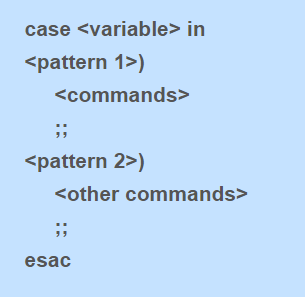 case <variable> in
<pattern 1>)
<commands>
;;
<pattern 2>)
<other commands>
;;
esac